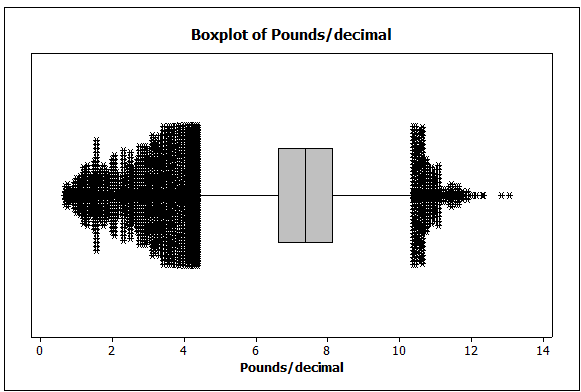 Boxplot of Pounds/decimal
0 2 4 6 8 10 12 14
Pounds/decimal